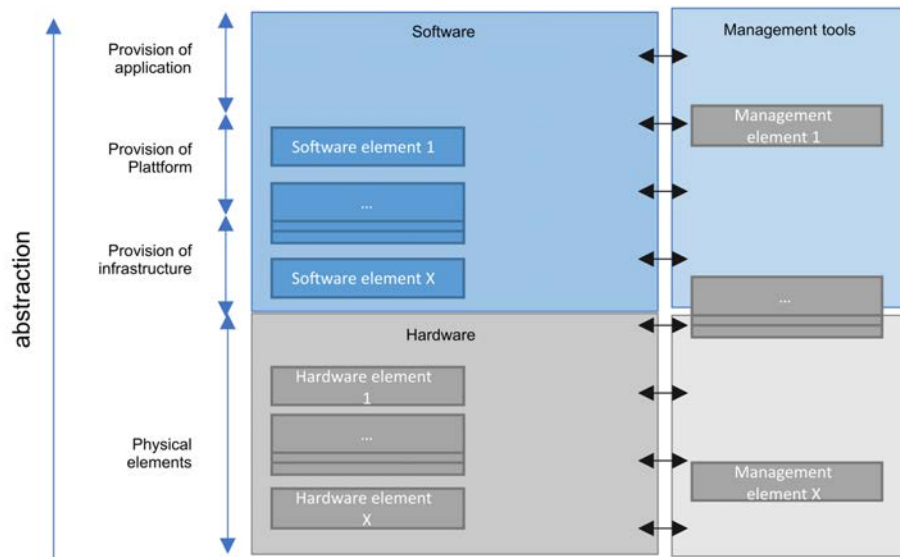 Software
Management tools
Provision of
application
Management
element 1
Provision of
Plattform
Software element 1
...
Provision of
infrastructure
Software element X
...
abstraction
Hardware
Hardware element
1
...
Physical
elements
Management
element X
Hardware element
X